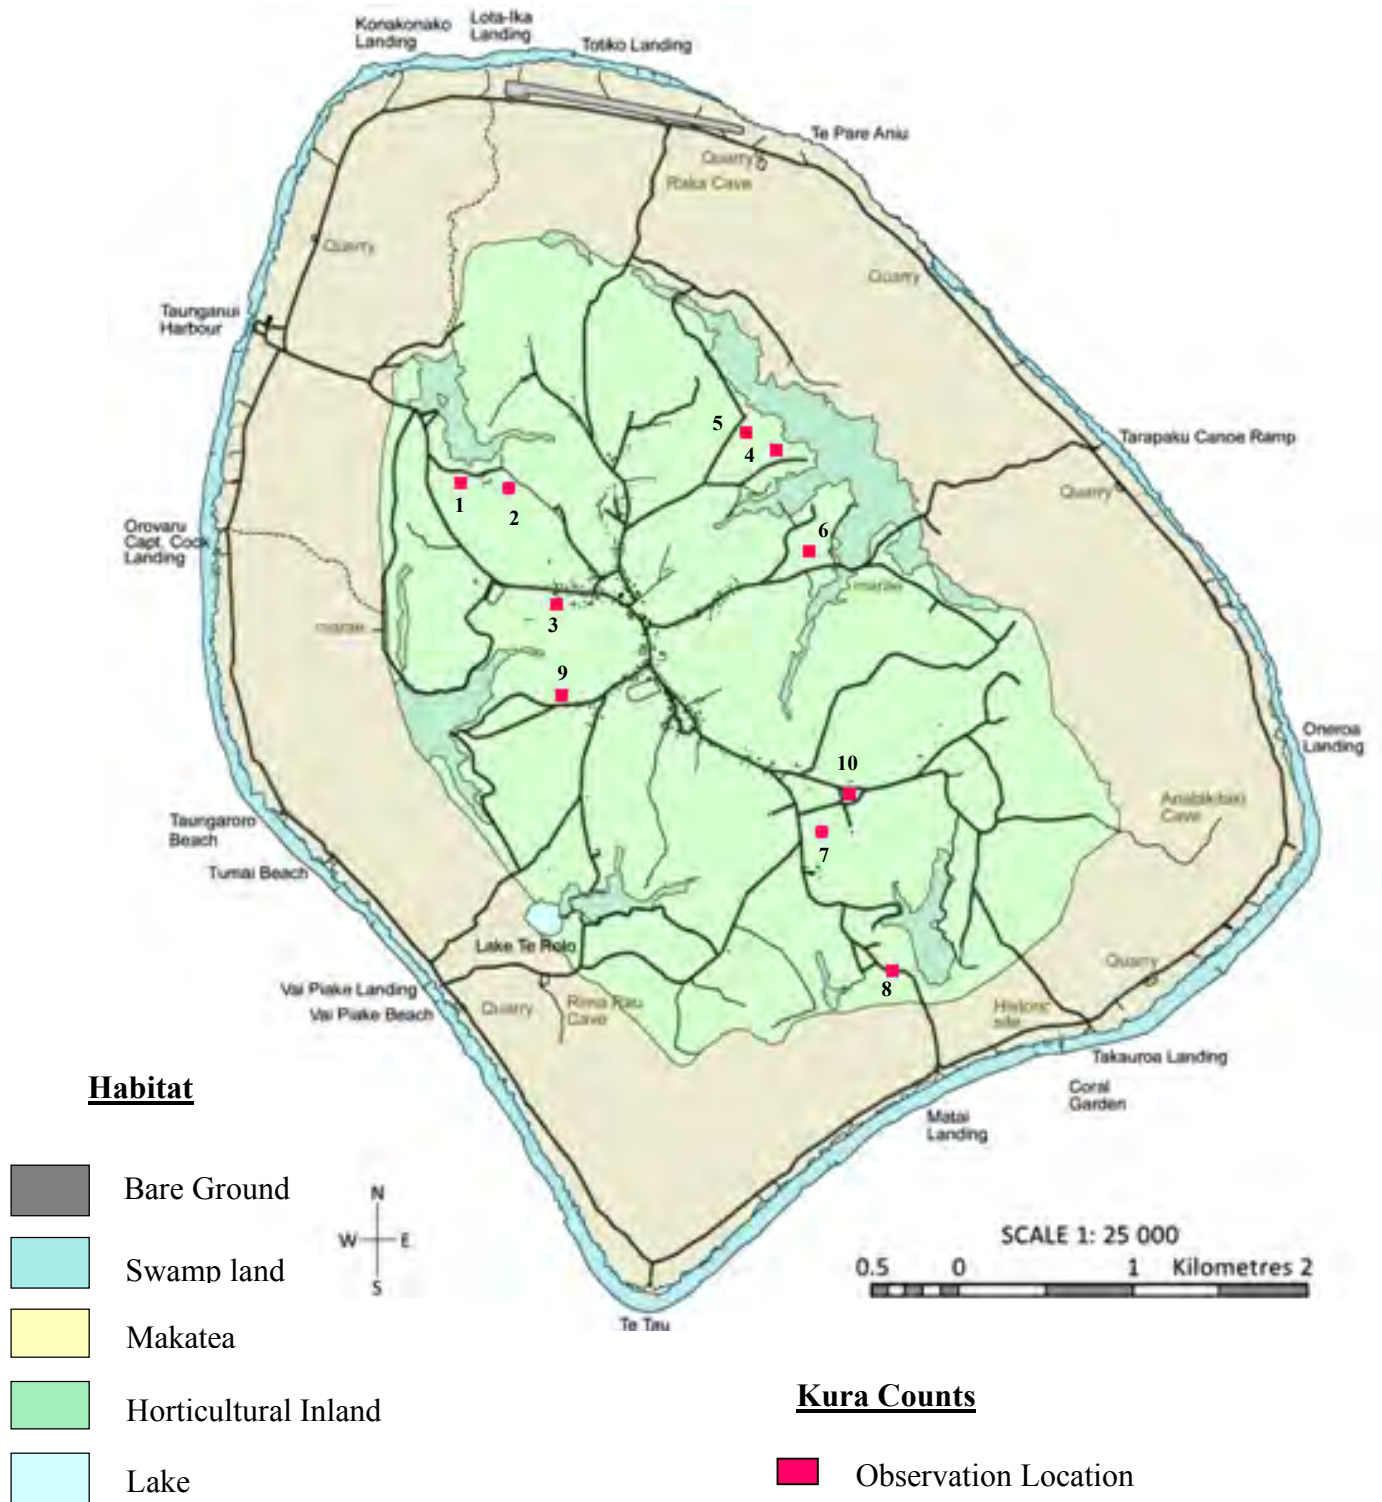 Konakonako
Landing
Lota-Ika
Landing
Totiko Landing
Te Pare Aniu
Quarry
Raka Cave
Quarry
Quarry
Taunganui
Harbour
5
4
Tarapaku Canoe Ramp
Quarry
1
2
Orovaru
Capt. Cook
Landing
6
marae
3
marae
9
Oneroa
Landing
10
Anatakitaki
Cave
Taungaroro
Beach
7
Tumai Beach
Lake Te Rolo
Quarry
8
Vai Piake Landing
Vai Piake Beach
Quarry
Rima Rau
Cave
Historic
site
Takauroa Landing
Coral
Garden
Matai
Landing
Habitat
Bare Ground
Swamp land
Makatea
Horticultural Inland
Lake
N
W E
S
Te Tau
SCALE 1: 25 000
0.5 0 1 Kilometres 2
Kura Counts
Observation Location